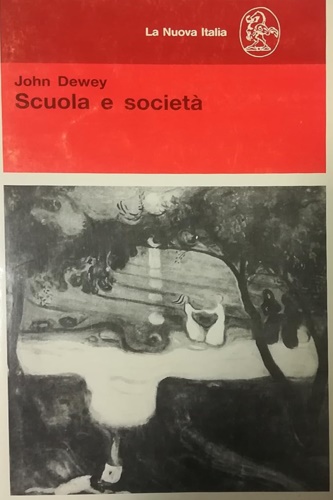 La Nuova Italia
John Dewey
Scuola e società